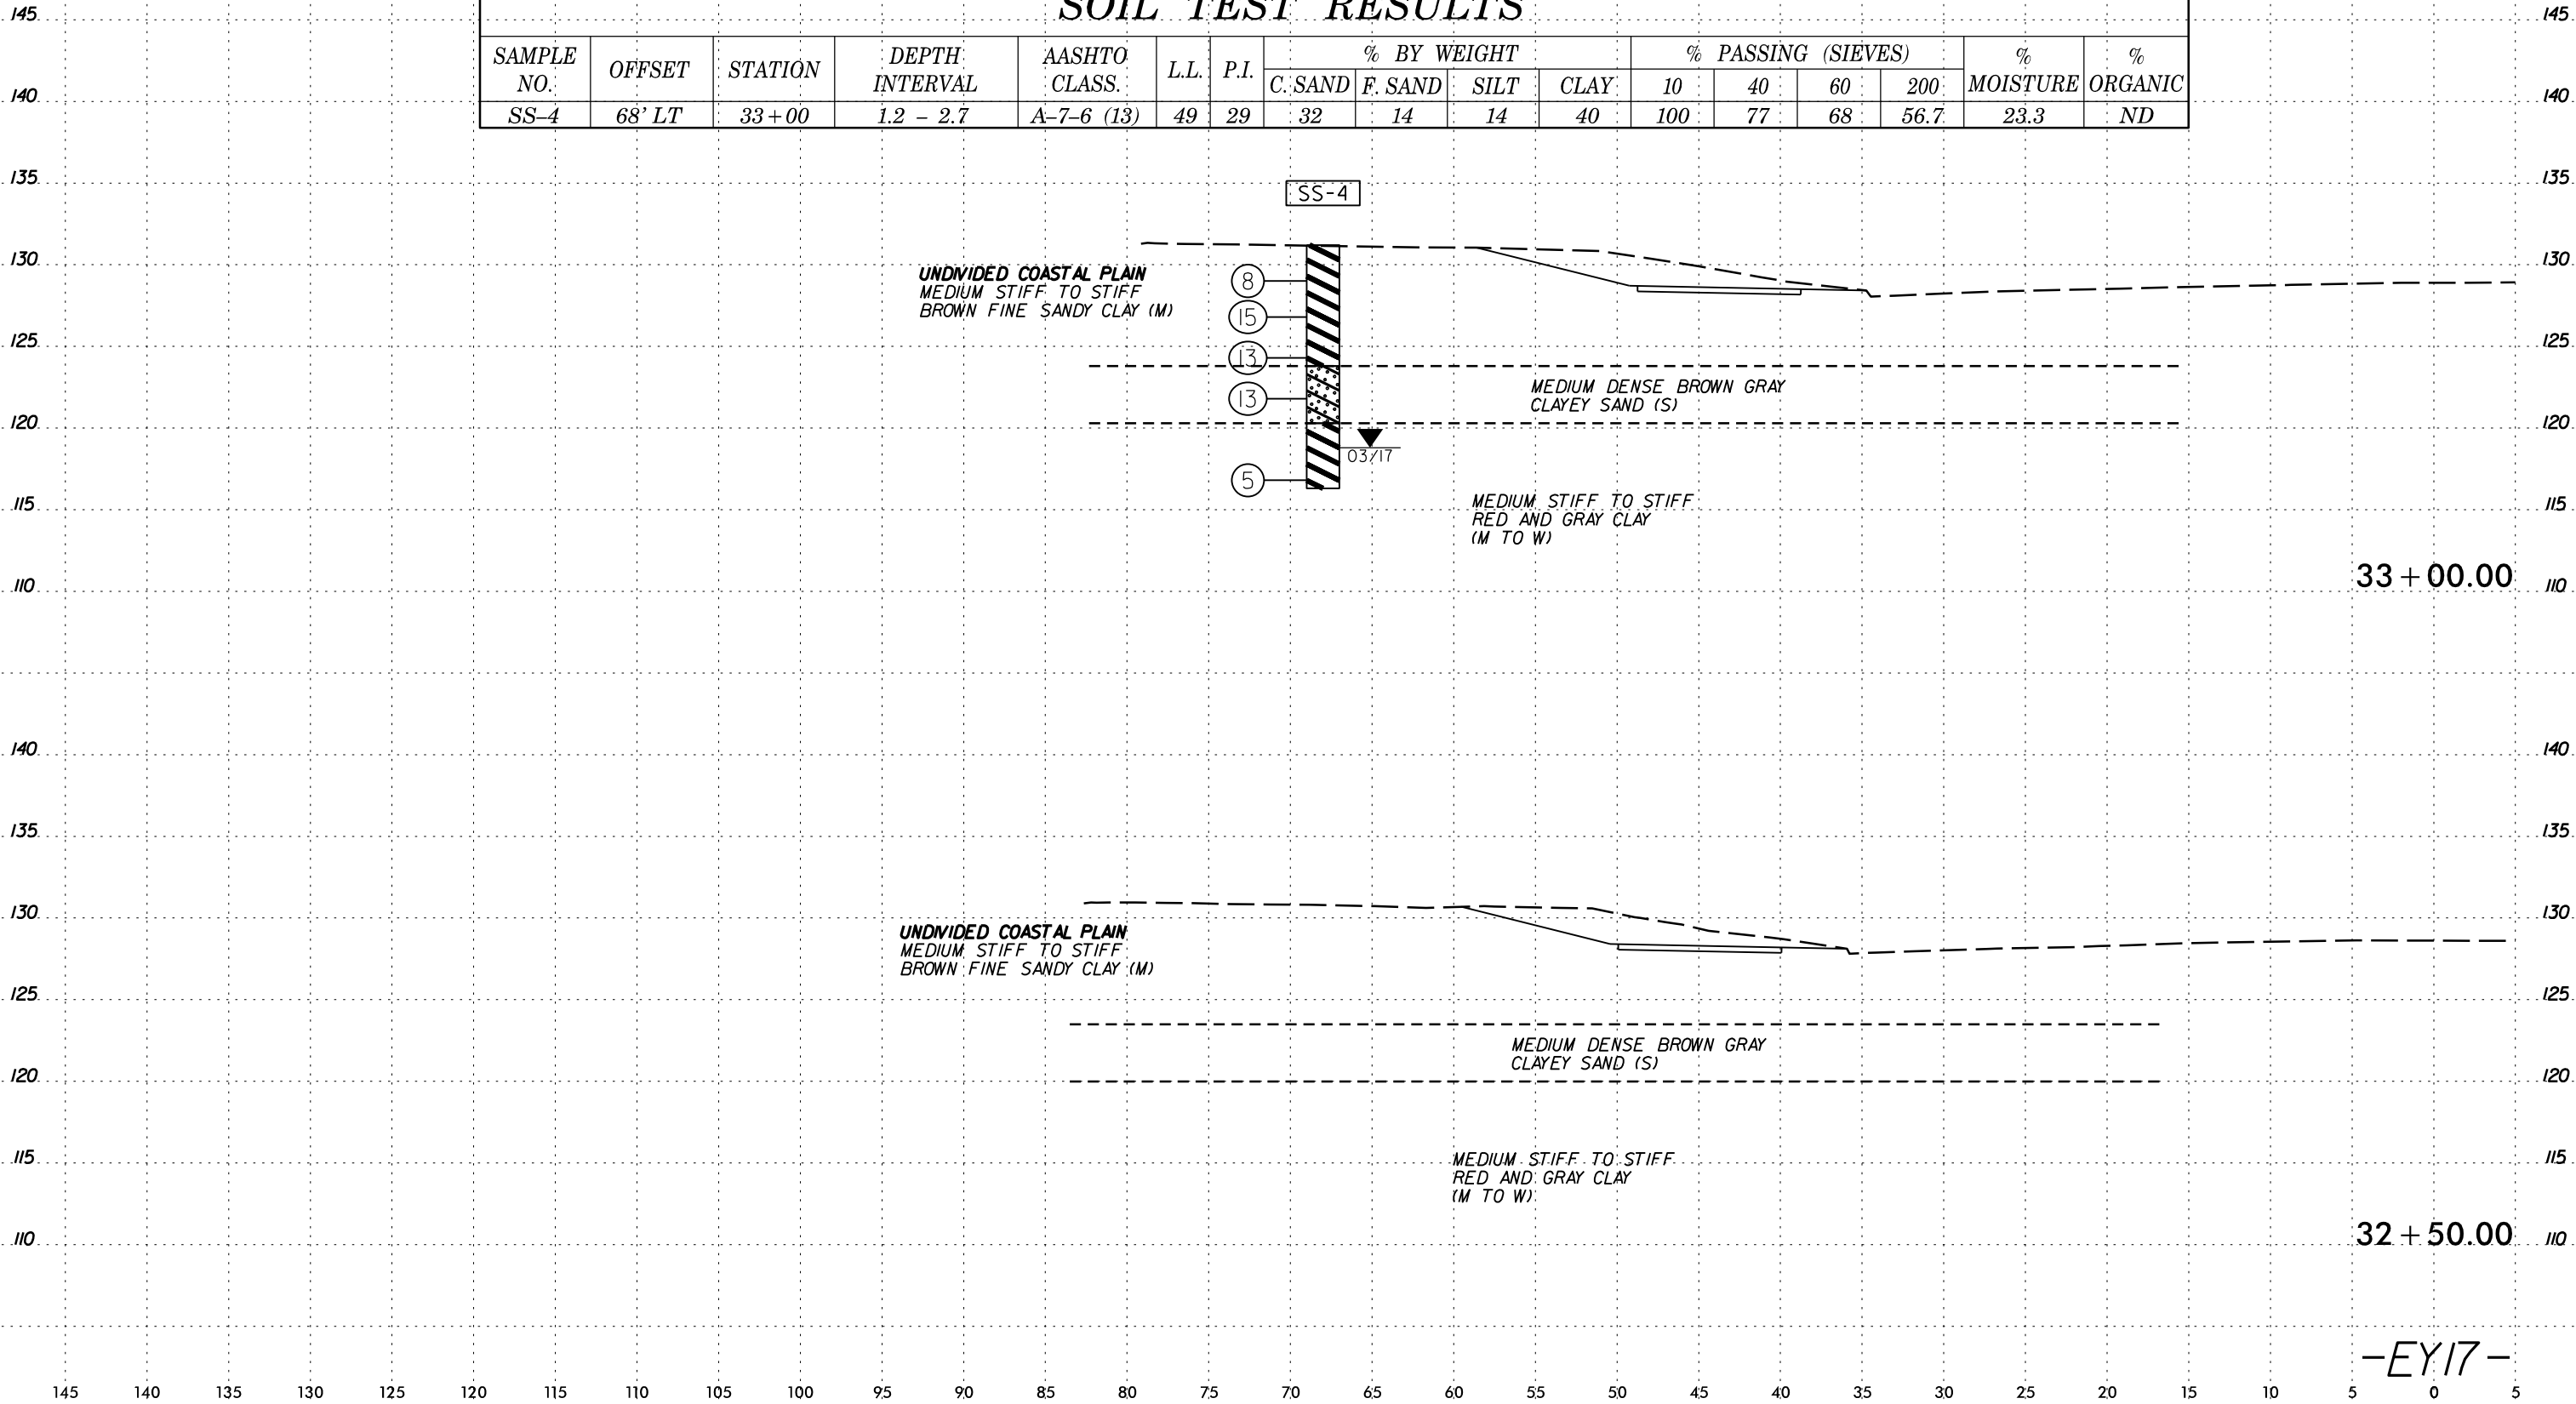 SOIL TEST RESULTS
SAMPLE NO. OFFSET STATION DEPTH INTERVAL AASHTO CLASS. L.L. P.I. % BY WEIGHT % PASSING (SIEVES) % MOISTURE % ORGANIC
C. SAND F. SAND SILT CLAY 10 40 60 200
SS-4 68' LT 33+00 1.2 - 2.7 A-7-6 (13) 49 29 32 14 14 40 100 77 68 56.7 23.3 ND
145 145
140 140
135 135
SS-4
130 130
UNDIVIDED COASTAL PLAIN
MEDIUM STIFF TO STIFF
BROWN FINE SANDY CLAY (M)
8
15
125 125
13
MEDIUM DENSE BROWN GRAY
CLAYEY SAND (S)
13
120 120
03/17
5
115 115
MEDIUM STIFF TO STIFF
RED AND GRAY CLAY
(M TO W)
33+00.00
110 110
140 140
135 135
130 130
UNDIVIDED COASTAL PLAIN
MEDIUM STIFF TO STIFF
BROWN FINE SANDY CLAY (M)
125 125
MEDIUM DENSE BROWN GRAY
CLAYEY SAND (S)
120 120
115 115
MEDIUM STIFF TO STIFF
RED AND GRAY CLAY
(M TO W)
32+50.00
110 110
-EY17-
145 140 135 130 125 120 115 110 105 100 95 90 85 80 75 70 65 60 55 50 45 40 35 30 25 20 15 10 5 0 5